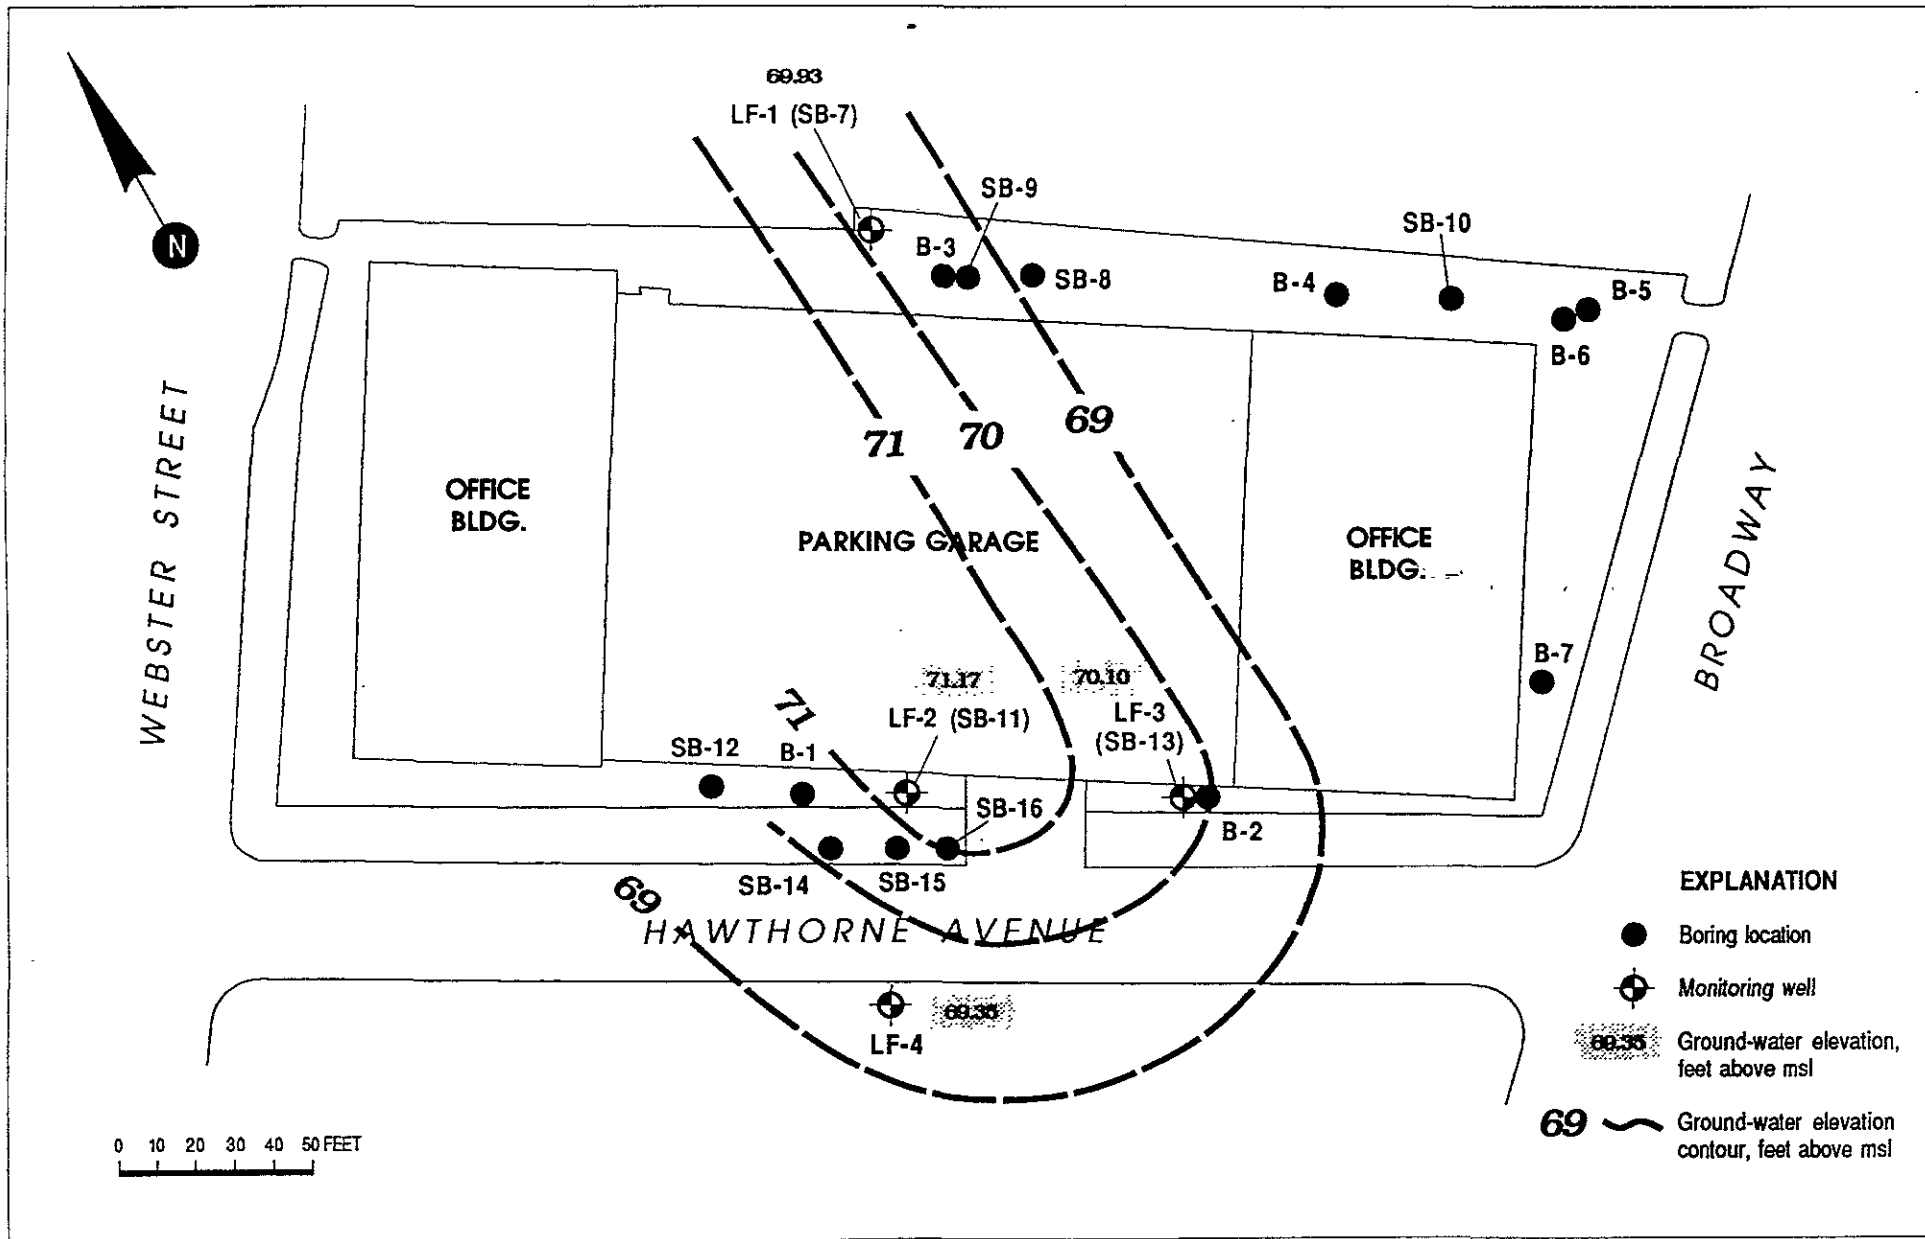 69.93
LF-1 (SB-7)
N
SB-9
SB-10
B-3
SB-8
B-4
B-5
B-6
71
70
69
WEBSTER STREET
OFFICE
BLDG.
PARKING GARAGE
OFFICE
BLDG.
BROADWAY
B-7
71.17
70.10
71
LF-2 (SB-11)
LF-3
(SB-13)
SB-12
B-1
SB-16
B-2
SB-14
SB-15
69
HAWTHORNE AVENUE
69.35
LF-4
EXPLANATION
Boring location
Monitoring well
69.35
Ground-water elevation,
feet above msl
69
Ground-water elevation
contour, feet above msl
0 10 20 30 40 50 FEET